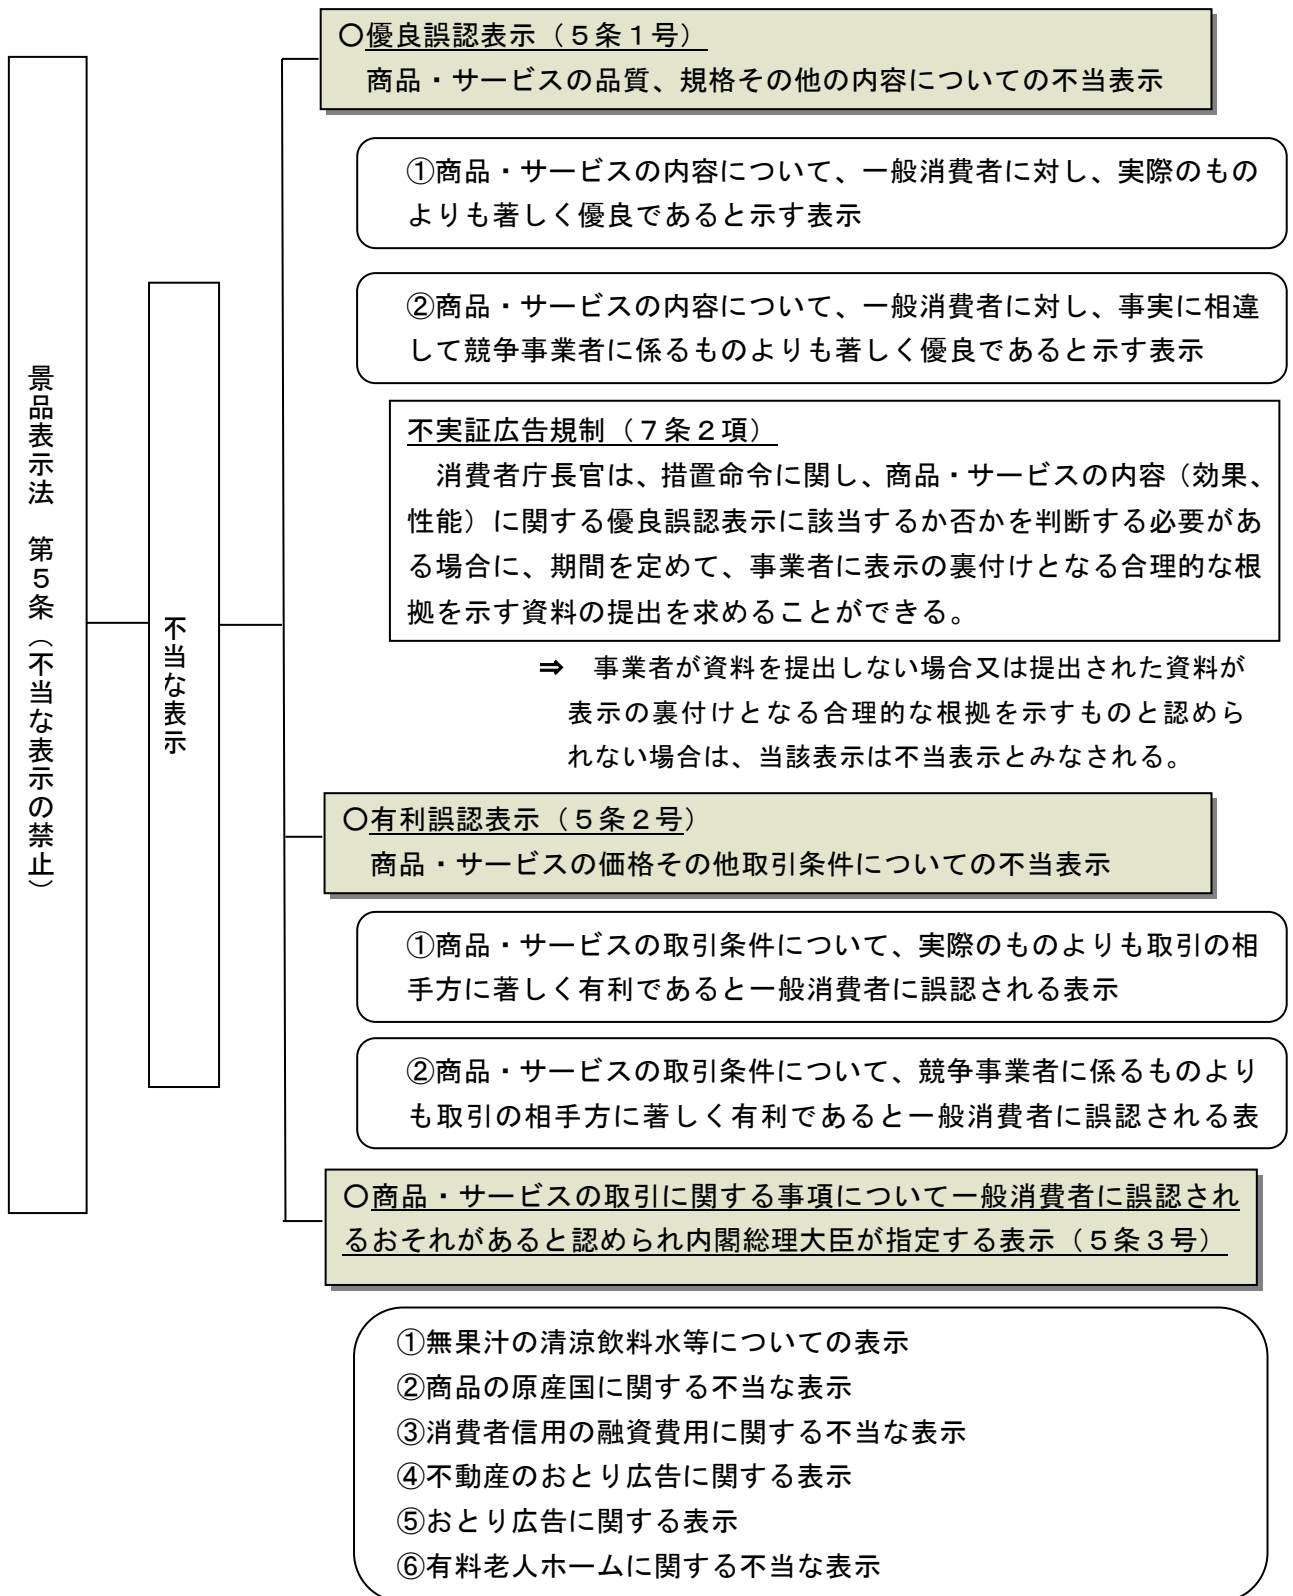 景品表示法　第５条（不当な表示の禁止）
不当な表示
〇優良誤認表示（５条１号）
商品・サービスの品質、規格その他の内容についての不当表示
①商品・サービスの内容について、一般消費者に対し、実際のもの
よりも著しく優良であると示す表示
②商品・サービスの内容について、一般消費者に対し、事実に相違
して競争事業者に係るものよりも著しく優良であると示す表示
不実証広告規制（７条２項）
消費者庁長官は、措置命令に関し、商品・サービスの内容（効果、
性能）に関する優良誤認表示に該当するか否かを判断する必要があ
る場合に、期間を定めて、事業者に表示の裏付けとなる合理的な根
拠を示す資料の提出を求めることができる。
⇒　事業者が資料を提出しない場合又は提出された資料が
表示の裏付けとなる合理的な根拠を示すものと認めら
れない場合は、当該表示は不当表示とみなされる。
〇有利誤認表示（５条２号）
商品・サービスの価格その他取引条件についての不当表示
①商品・サービスの取引条件について、実際のものよりも取引の相
手方に著しく有利であると一般消費者に誤認される表示
②商品・サービスの取引条件について、競争事業者に係るものより
も取引の相手方に著しく有利であると一般消費者に誤認される表
〇商品・サービスの取引に関する事項について一般消費者に誤認され
るおそれがあると認められ内閣総理大臣が指定する表示（５条３号）
①無果汁の清涼飲料水等についての表示
②商品の原産国に関する不当な表示
③消費者信用の融資費用に関する不当な表示
④不動産のおとり広告に関する表示
⑤おとり広告に関する表示
⑥有料老人ホームに関する不当な表示